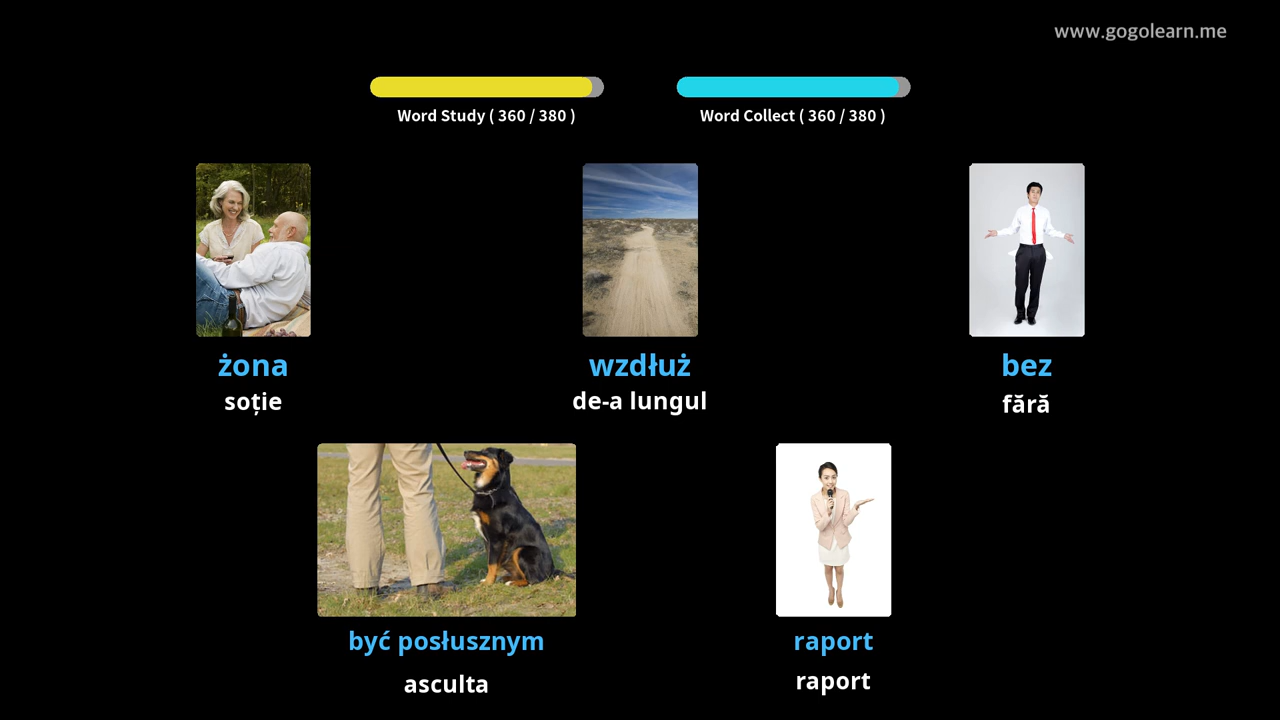 www.gogolearn.me
Word Study ( 360 / 380 )
Word Collect ( 360 / 380 )
żona
wzdłuż
bez
soție
de-a lungul
fără
być posłusznym
raport
asculta
raport